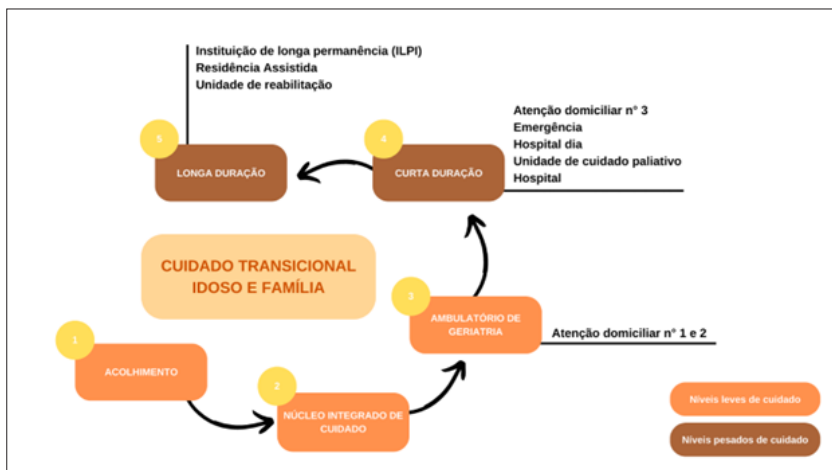 Instituição de longa permanência (ILPI)
Residência Assistida
Unidade de reabilitação
5
LONGA DURAÇÃO
4
CURTA DURAÇÃO
Atenção domiciliar n° 3
Emergência
Hospital dia
Unidade de cuidado paliativo
Hospital
CUIDADO TRANSICIONAL
IDOSO E FAMÍLIA
3
AMBULATÓRIO DE
GERIATRIA
Atenção domiciliar n° 1 e 2
1
ACOLHIMENTO
2
NÚCLEO INTEGRADO DE
CUIDADO
Níveis leves de cuidado
Níveis pesados de cuidado